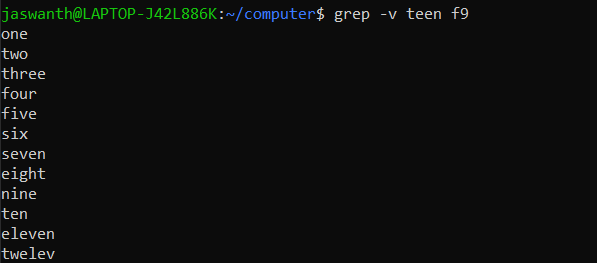 jaswanth@LAPTOP-J42L886K:~/computer$ grep -v teen f9
one
two
three
four
five
six
seven
eight
nine
ten
eleven
twelev